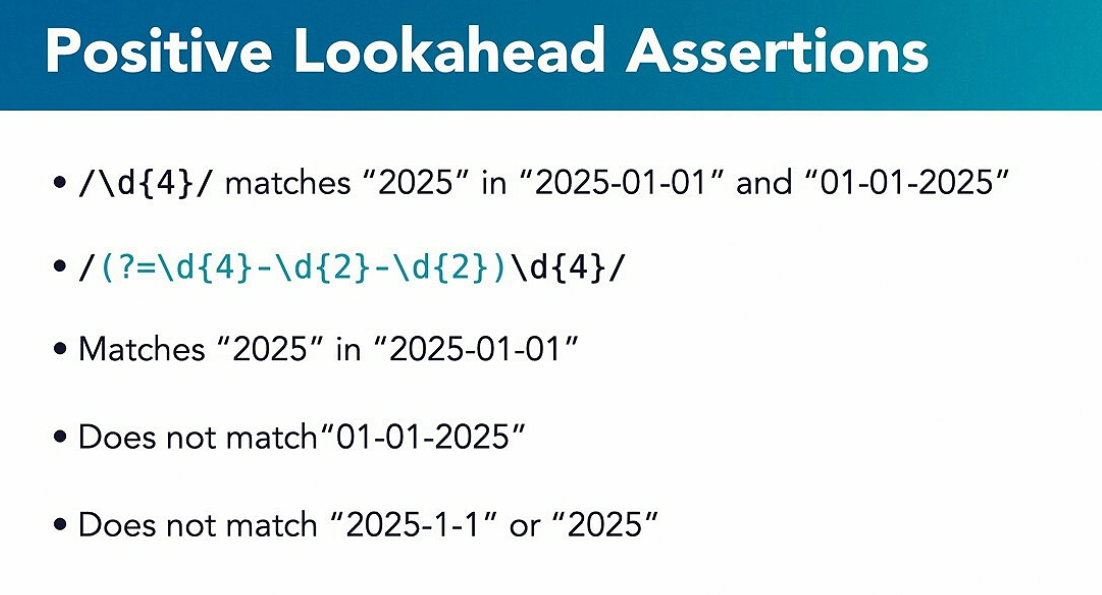 Positive Lookahead Assertions
• /\d{4}/ matches “2025” in “2025-01-01” and “01-01-2025”
• /(?=\d{4}-\d{2}-\d{2})\d{4}/
• Matches “2025” in “2025-01-01”
• Does not match“01-01-2025”
• Does not match “2025-1-1” or “2025”